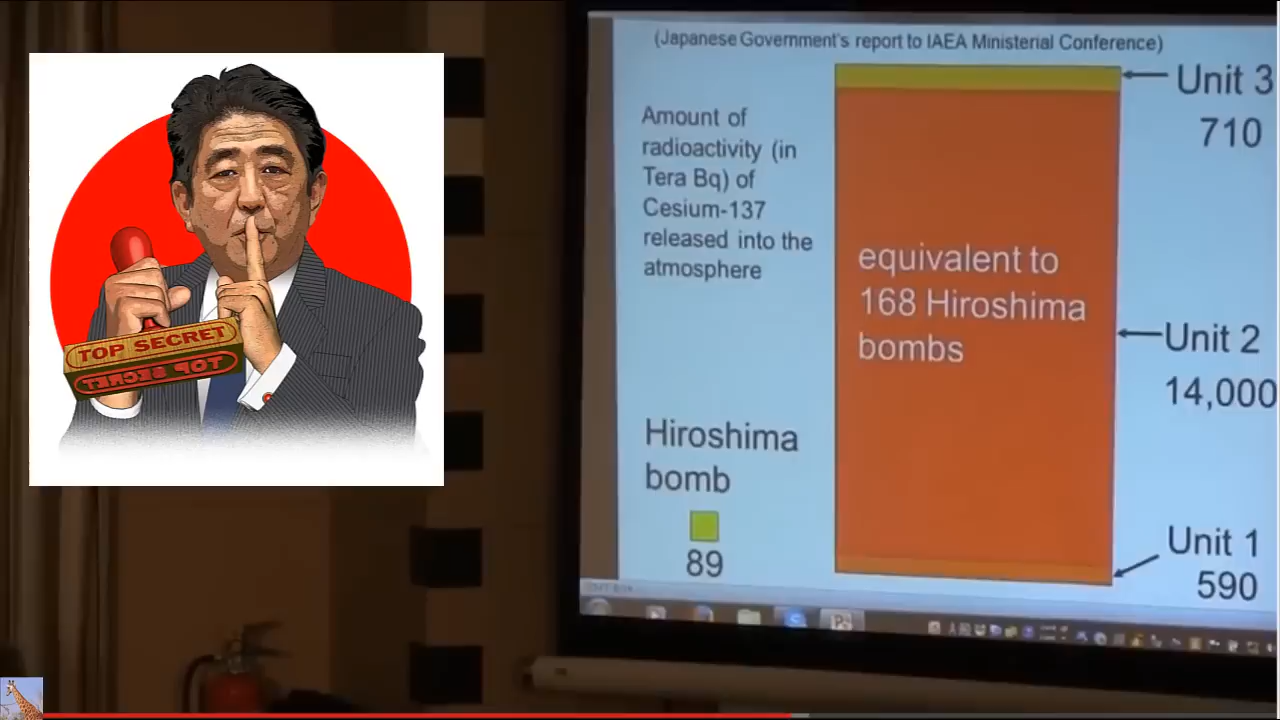 (Japanese Government's report to IAEA Ministerial Conference)
Amount of
radioactivity (in
Tera Bq) of
Cesium-137
released into the
atmosphere
Hiroshima
bomb
89
equivalent to
168 Hiroshima
bombs
Unit 3
710
Unit 2
14,000
Unit 1
590
TOP SECRET
TOP SECRET